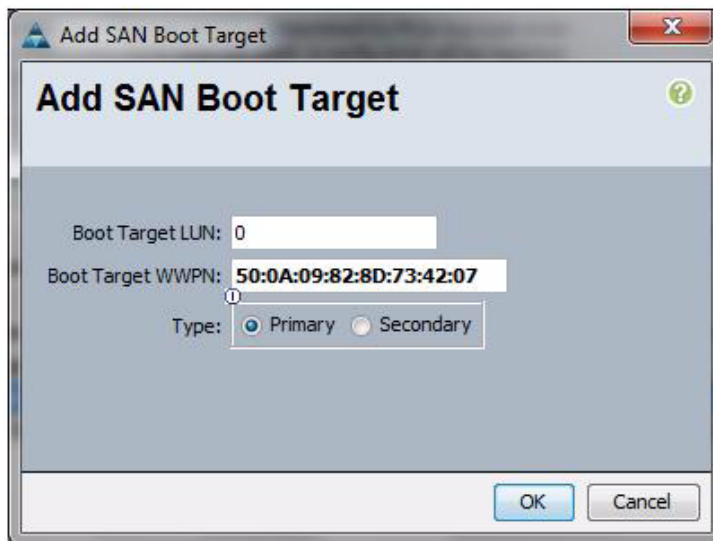 Add SAN Boot Target
Add SAN Boot Target
Boot Target LUN: 0
Boot Target WWPN: 50:0A:09:82:8D:73:42:07
Type: Primary Secondary
OK Cancel